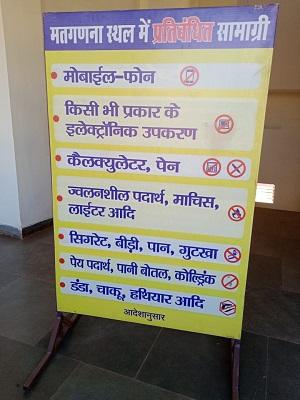 मतगणना स्थल में प्रतिबंधित सामाग्री
मोबाईल-फोन
किसी भी प्रकार के
इलेक्ट्रॉनिक उपकरण
कैलक्युलेटर, पेन
ज्वलनशील पदार्थ, माचिस,
लाईटर आदि
सिगरेट, बीड़ी, पान, गुटखा
पेय पदार्थ, पानी बोतल, कोल्ड्रिंक
डंडा, चाकू, हथियार आदि
आदेशानुसार